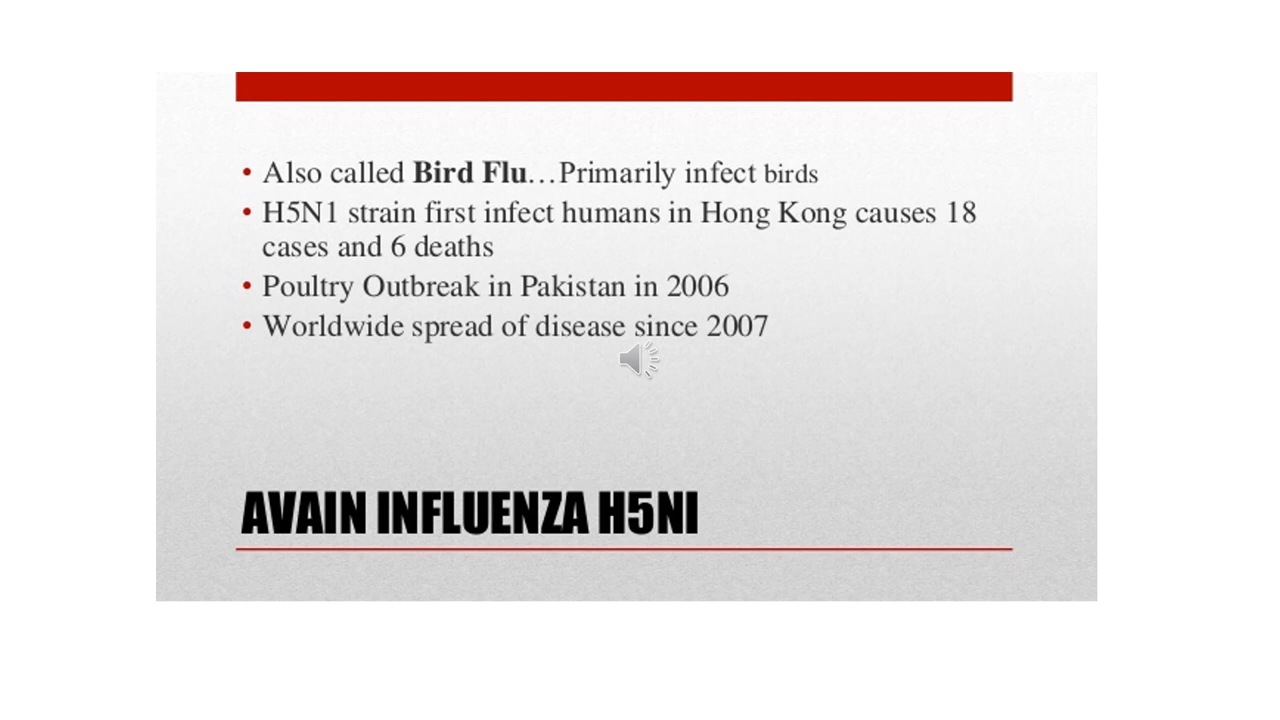 • Also called Bird Flu…Primarily infect birds
• H5N1 strain first infect humans in Hong Kong causes 18
cases and 6 deaths
• Poultry Outbreak in Pakistan in 2006
• Worldwide spread of disease since 2007
AVAIN INFLUENZA H5NI